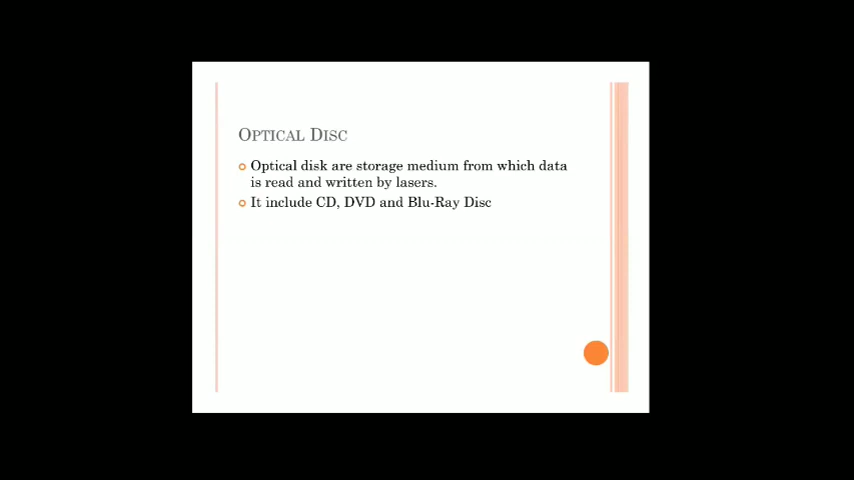 Optical Disc
Optical disk are storage medium from which data
is read and written by lasers.
It include CD, DVD and Blu-Ray Disc